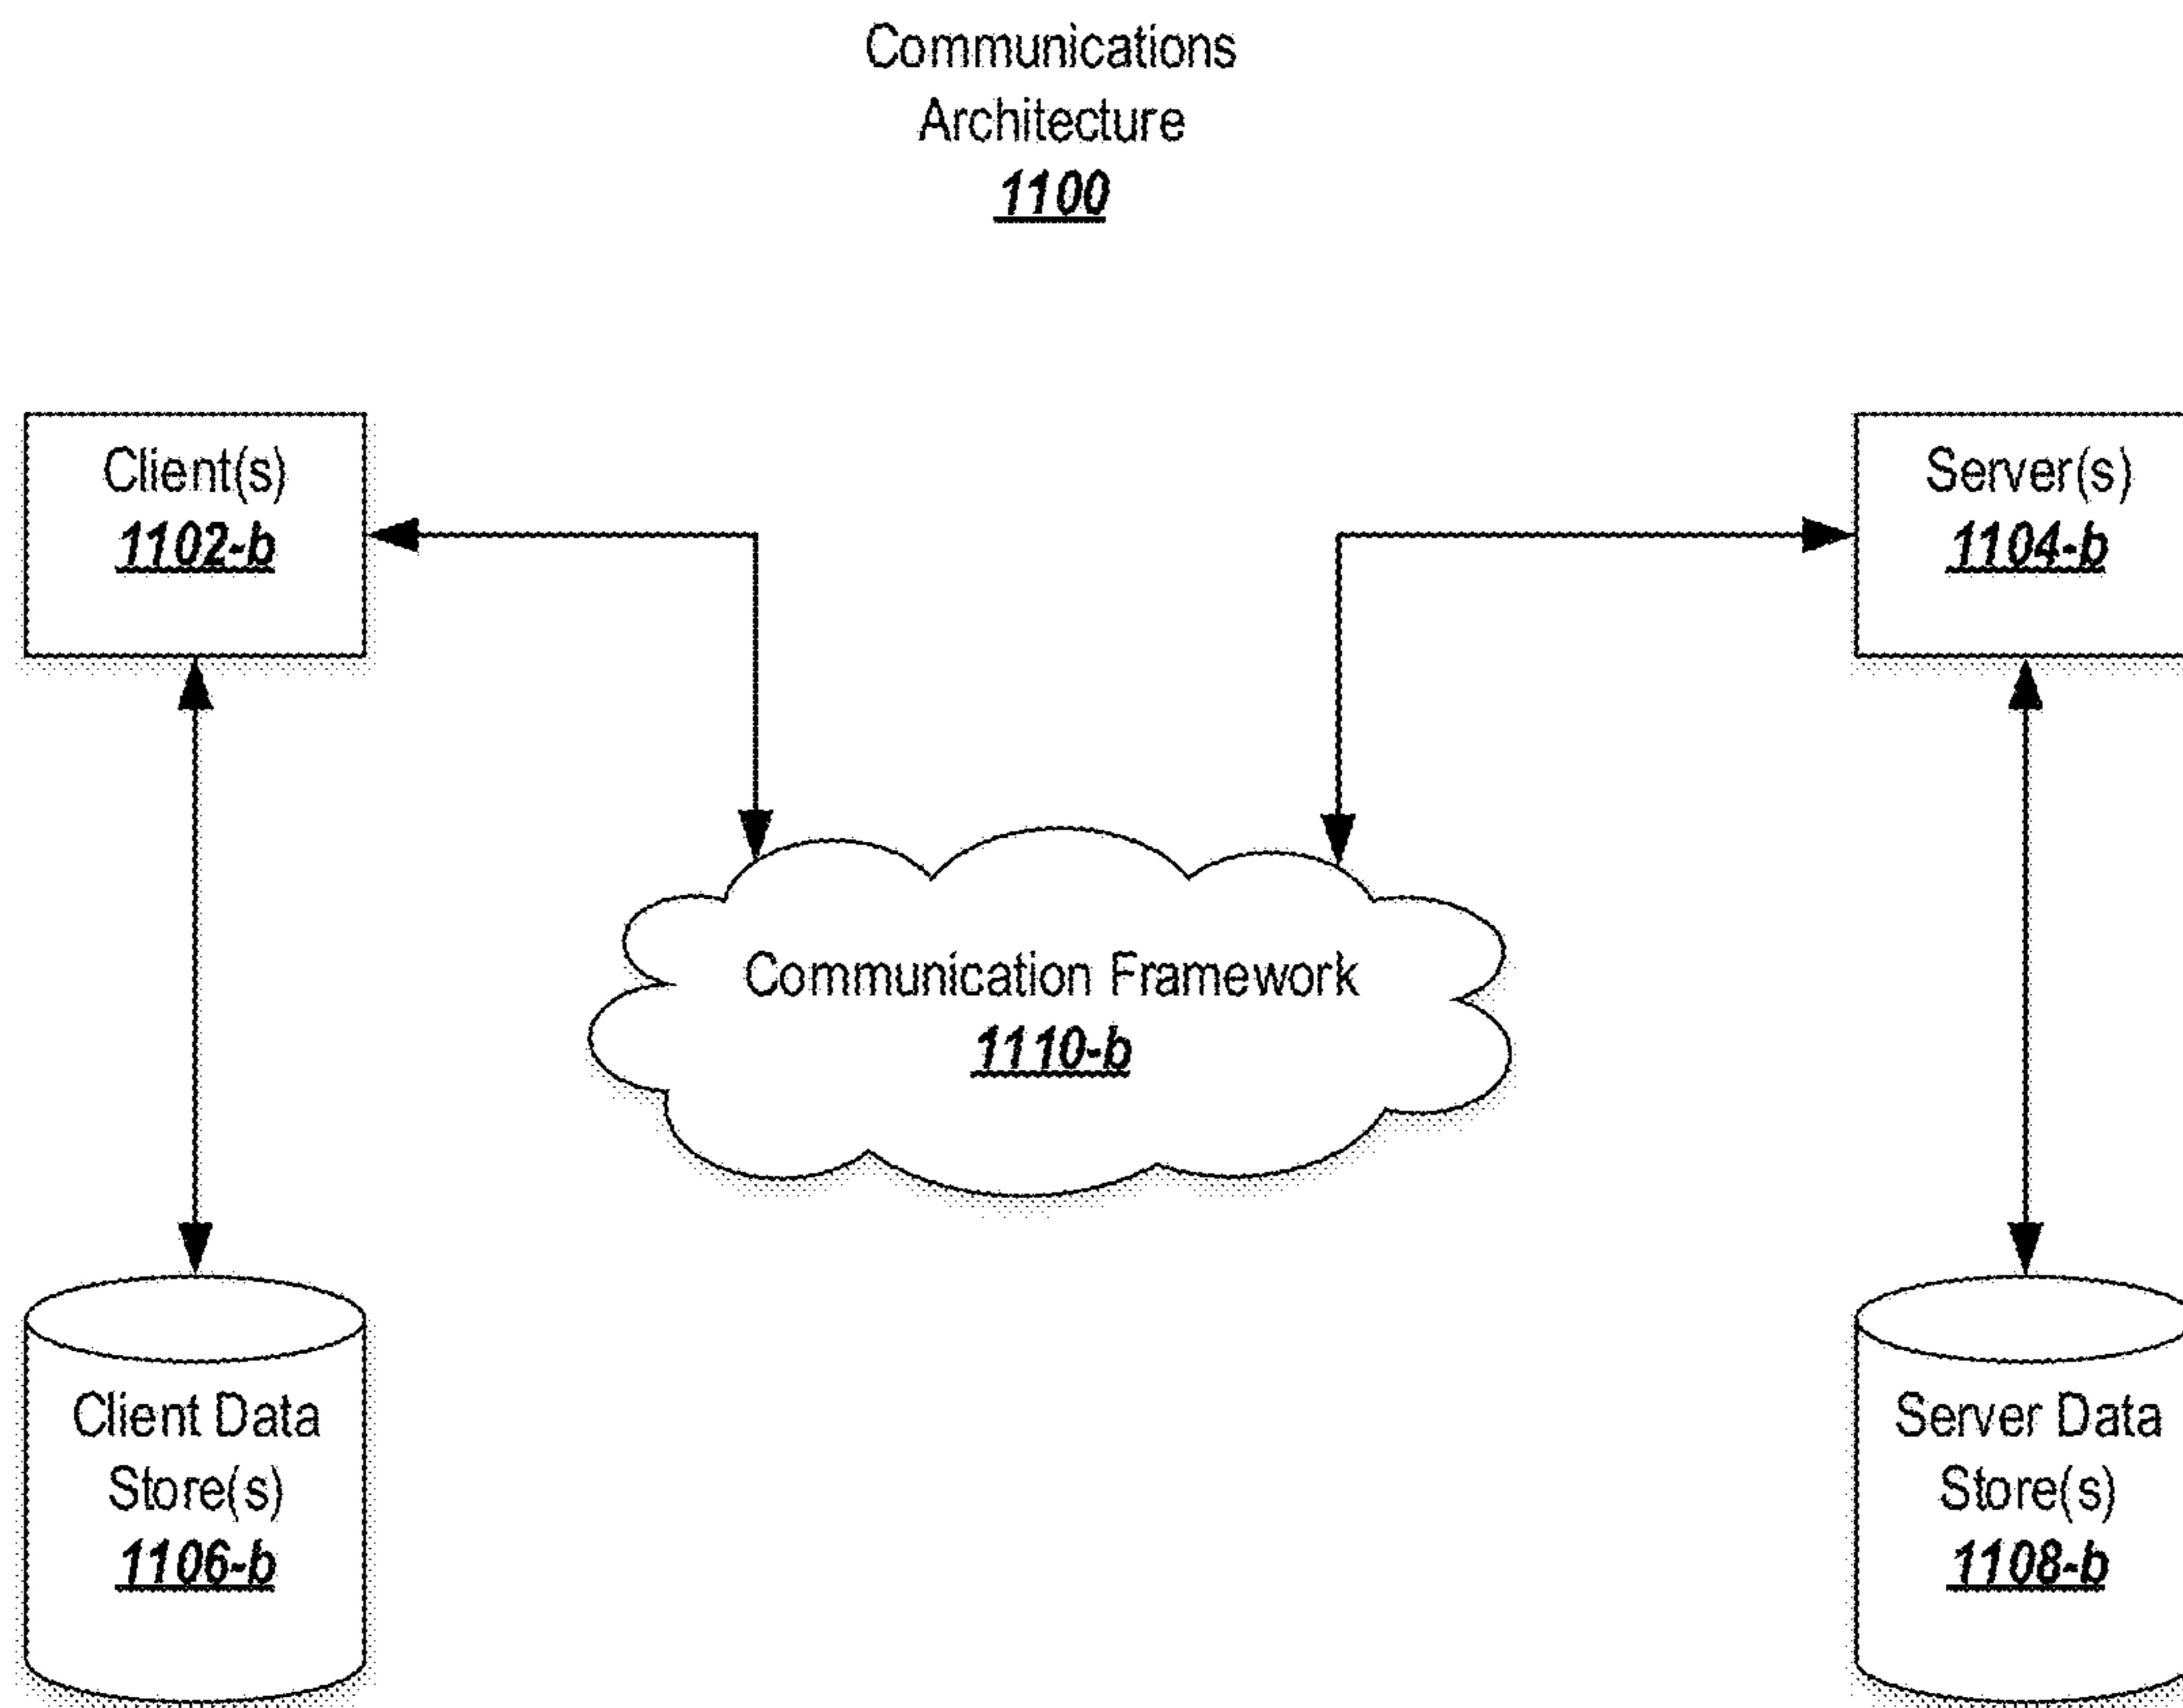 Communications
Architecture
1100
Client(s)
1102-b
Server(s)
1104-b
Communication Framework
1110-b
Client Data
Store(s)
1106-b
Server Data
Store(s)
1108-b